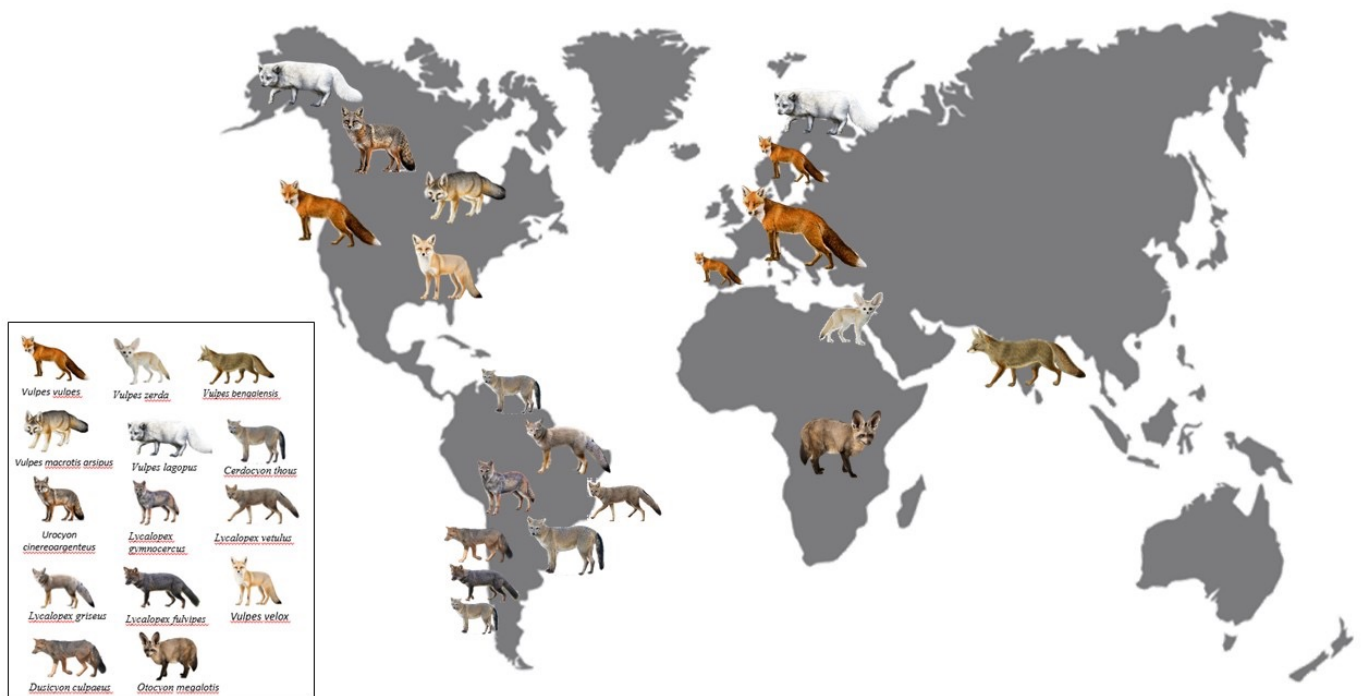 Vulpes vulpes
Vulpes zerda
Vulpes bengalensis
Vulpes macrotis arsipus
Vulpes lagopus
Cerdocyon thous
Urocyon
cinereoargenteus
Lycalopex
gymnocercus
Lycalopex vetulus
Lycalopex griseus
Lycalopex fulvipes
Vulpes velox
Dusicyon culpaeus
Otocyon megalotis